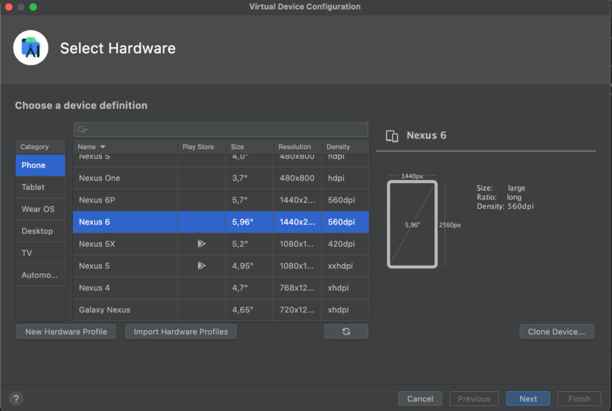 Virtual Device Configuration
Select Hardware
Choose a device definition
Category
Phone
Tablet
Wear OS
Desktop
TV
Automo...
Name Play Store Size Resolution Density
Nexus S 4,0" 480x800 hdpi
Nexus One 3,7" 480x800 hdpi
Nexus 6P 5,7" 1440x2... 560dpi
Nexus 6 5,96" 1440x2... 560dpi
Nexus 5X 5,2" 1080x1... 420dpi
Nexus 5 4,95" 1080x1... xxhdpi
Nexus 4 4,7" 768x12... xhdpi
Galaxy Nexus 4,65" 720x12... xhdpi
New Hardware Profile
Import Hardware Profiles
Nexus 6
1440px
5,96"
2560px
Size: large
Ratio: long
Density: 560dpi
Clone Device...
?
Cancel
Previous
Next
Finish